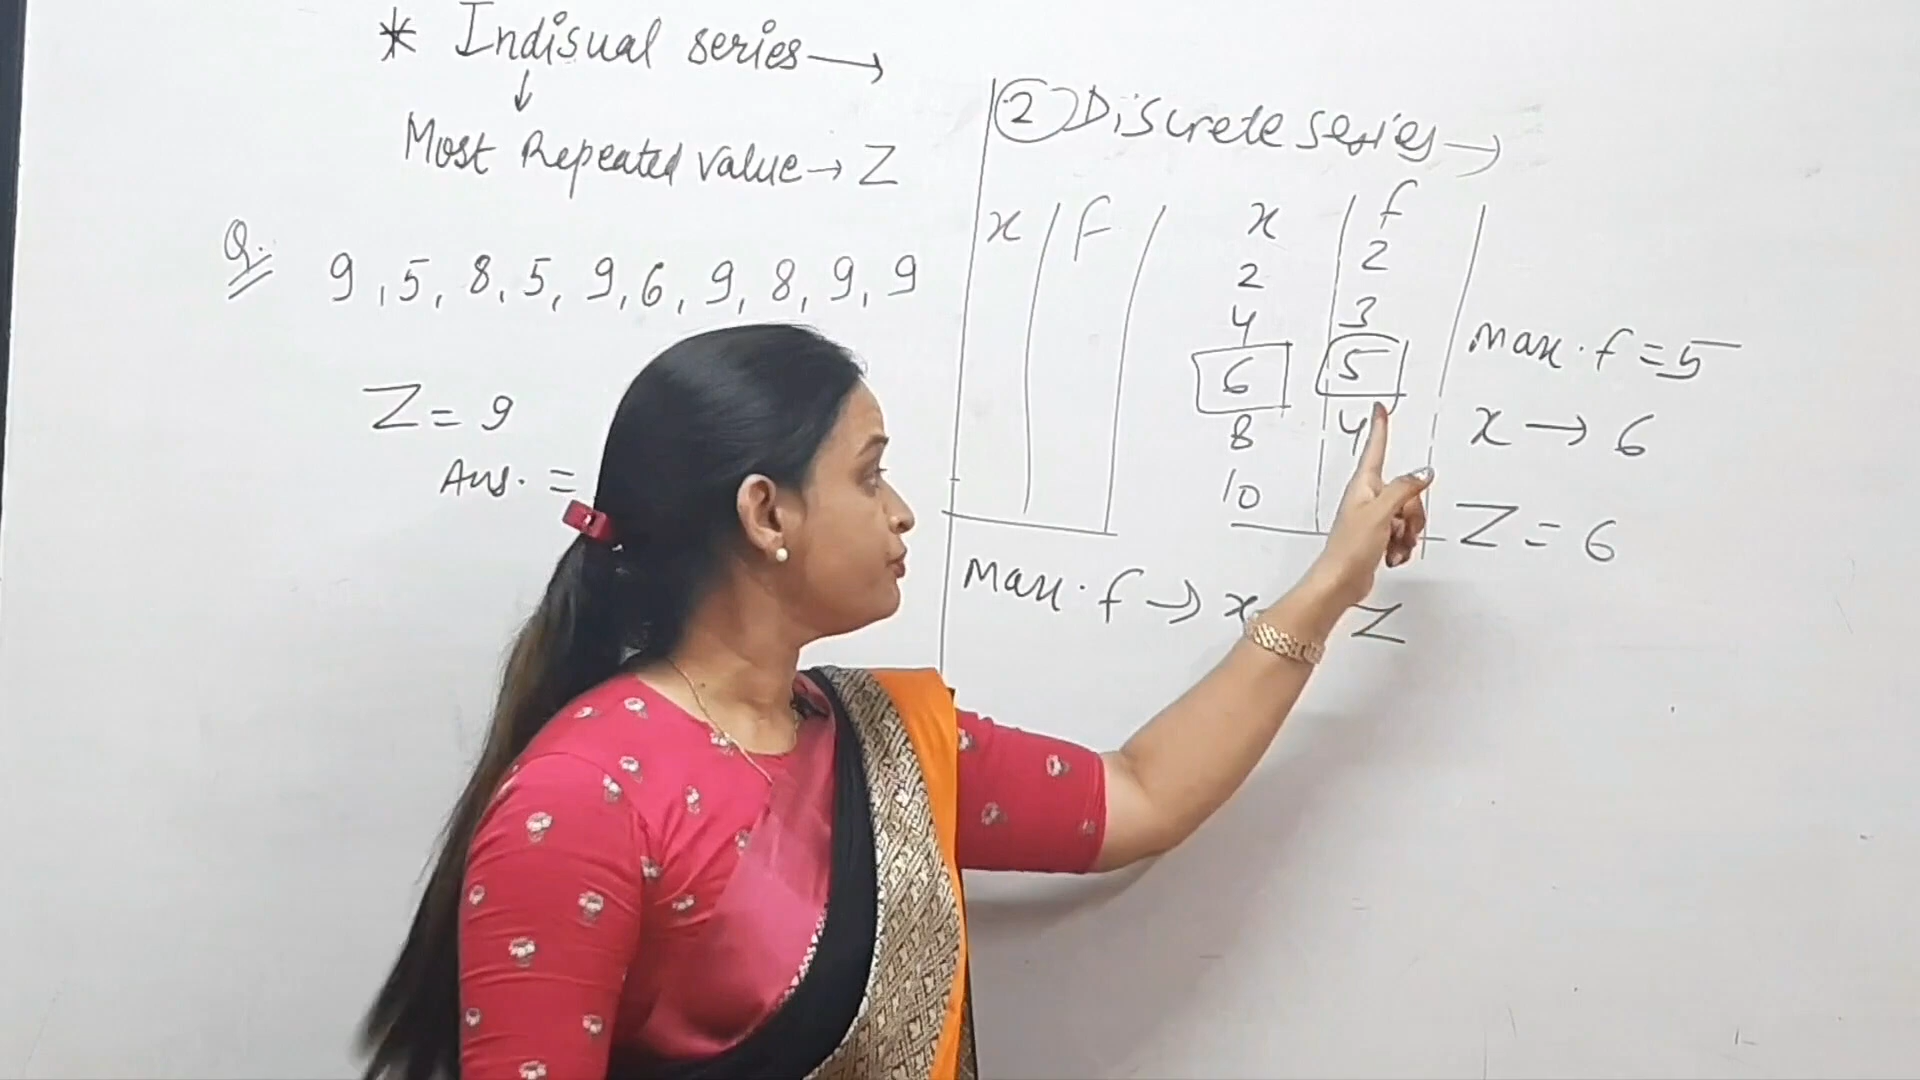 * Indisual series →
↓
Most Repeated value → Z
Q. 9, 5, 8, 5, 9, 6, 9, 8, 9, 9
Z = 9
Ans. =
② Discrete series →
x f
x f
2 2
4 3
6 5
8 4
10
Max. f = 5
x → 6
Z = 6
Max. f → x Z